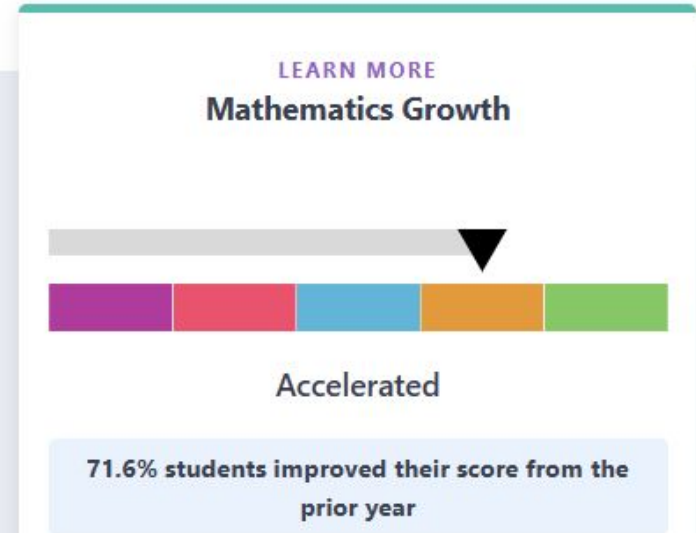 LEARN MORE
Mathematics Growth
Accelerated
71.6% students improved their score from the
prior year